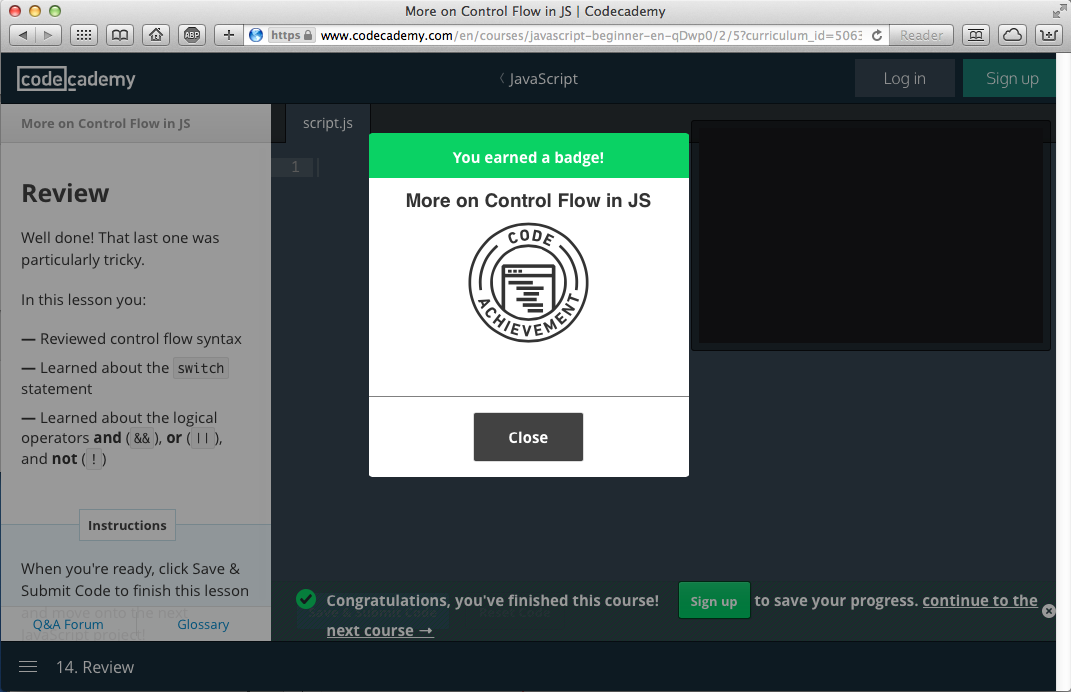 More on Control Flow in JS | Codecademy
ABP
https www.codecademy.com/en/courses/javascript-beginner-en-qDwp0/2/5?curriculum_id=5063
Reader
codecademy
JavaScript
Log in
Sign up
More on Control Flow in JS
script.js
1
Review
Well done! That last one was
particularly tricky.
In this lesson you:
— Reviewed control flow syntax
— Learned about the switch
statement
— Learned about the logical
operators and (&&), or (||),
and not (!)
Instructions
When you're ready, click Save &
Submit Code to finish this lesson
and move onto the next
JavaScript project!
Q&A Forum
Glossary
You earned a badge!
More on Control Flow in JS
CODE
ACHIEVEMENT
Close
Congratulations, you've finished this course! Sign up to save your progress. continue to the
next course →
14. Review